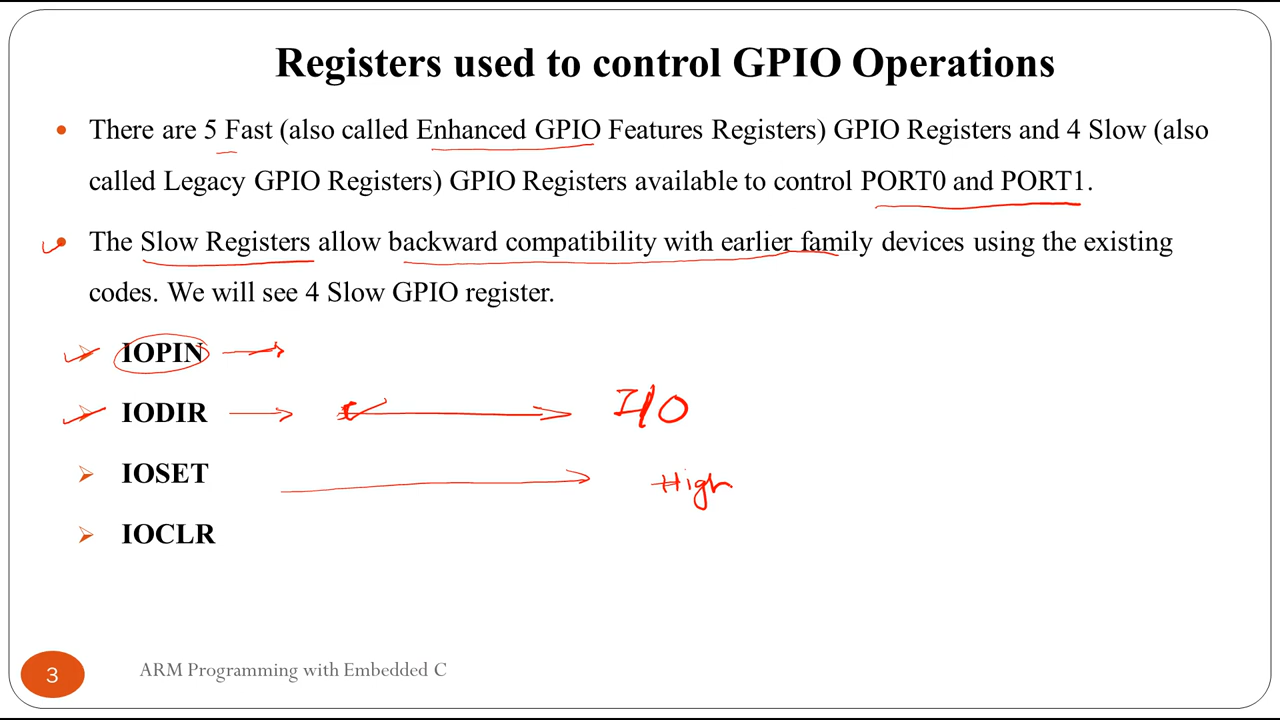 Registers used to control GPIO Operations
There are 5 Fast (also called Enhanced GPIO Features Registers) GPIO Registers and 4 Slow (also
called Legacy GPIO Registers) GPIO Registers available to control PORT0 and PORT1.
The Slow Registers allow backward compatibility with earlier family devices using the existing
codes. We will see 4 Slow GPIO register.
IOPIN
IODIR I/O
IOSET High
IOCLR
3 ARM Programming with Embedded C